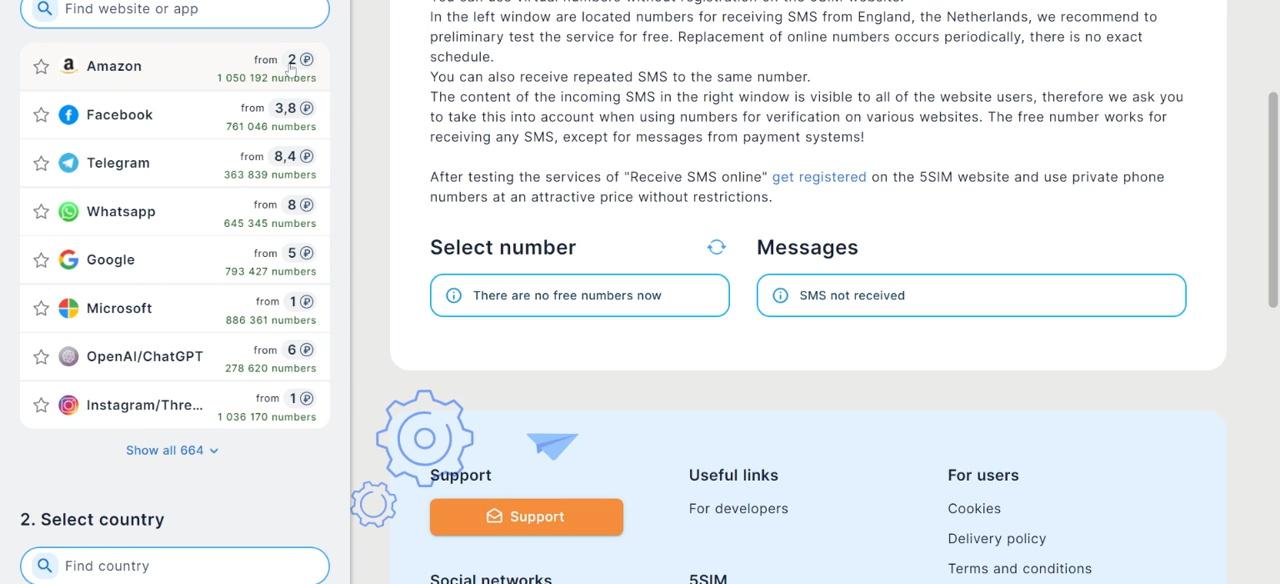 Find website or app
Amazon
from 2 ₽
1 050 192 numbers
Facebook
from 3,8 ₽
761 046 numbers
Telegram
from 8,4 ₽
363 839 numbers
Whatsapp
from 8 ₽
645 345 numbers
Google
from 5 ₽
793 427 numbers
Microsoft
from 1 ₽
886 361 numbers
OpenAI/ChatGPT
from 6 ₽
278 620 numbers
Instagram/Thre...
from 1 ₽
1 036 170 numbers
Show all 664
2. Select country
Find country
In the left window are located numbers for receiving SMS from England, the Netherlands, we recommend to
preliminary test the service for free. Replacement of online numbers occurs periodically, there is no exact
schedule.
You can also receive repeated SMS to the same number.
The content of the incoming SMS in the right window is visible to all of the website users, therefore we ask you
to take this into account when using numbers for verification on various websites. The free number works for
receiving any SMS, except for messages from payment systems!
After testing the services of "Receive SMS online" get registered on the 5SIM website and use private phone
numbers at an attractive price without restrictions.
Select number
There are no free numbers now
Messages
SMS not received
Support
Support
Social networks
Useful links
For developers
5SIM
For users
Cookies
Delivery policy
Terms and conditions